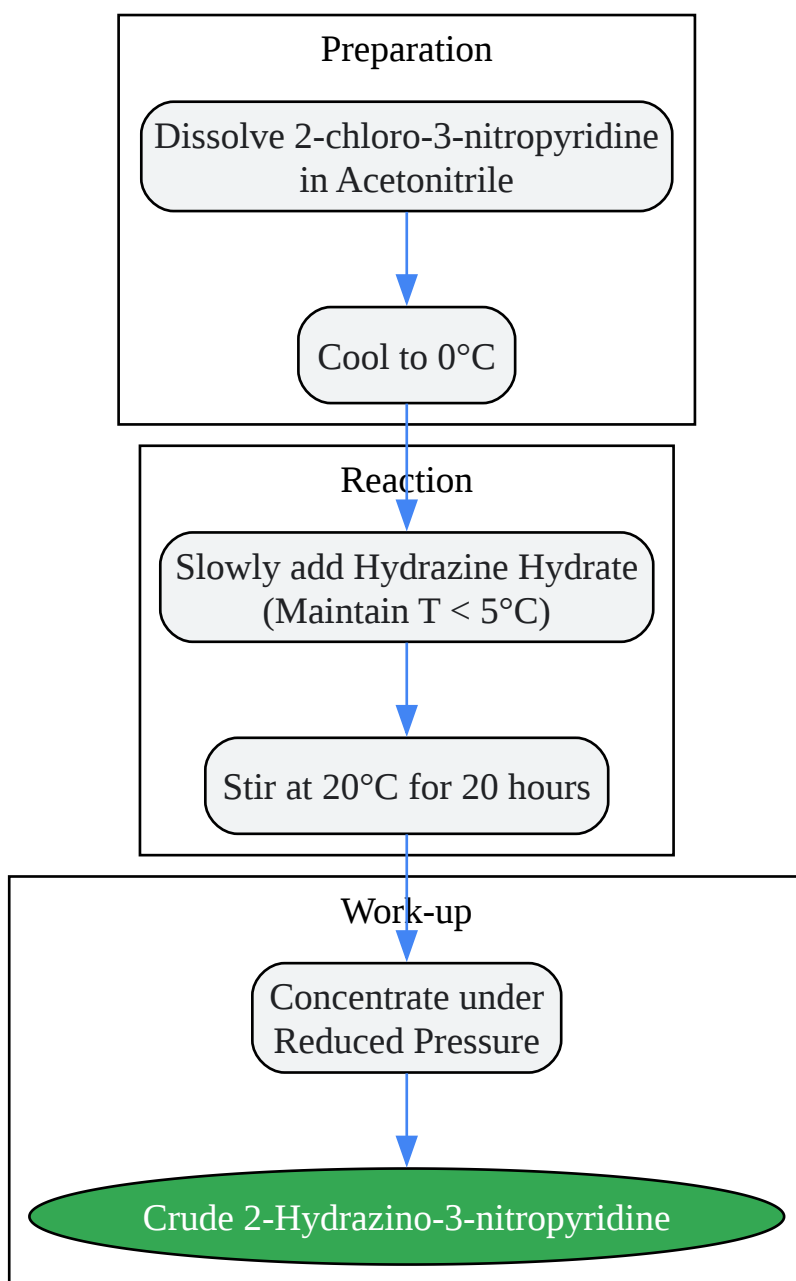 Preparation
Dissolve 2-chloro-3-nitropyridine
in Acetonitrile
Cool to 0°C
Reaction
Slowly add Hydrazine Hydrate
(Maintain T < 5°C)
Stir at 20°C for 20 hours
Work-up
Concentrate under
Reduced Pressure
Crude 2-Hydrazino-3-nitropyridine